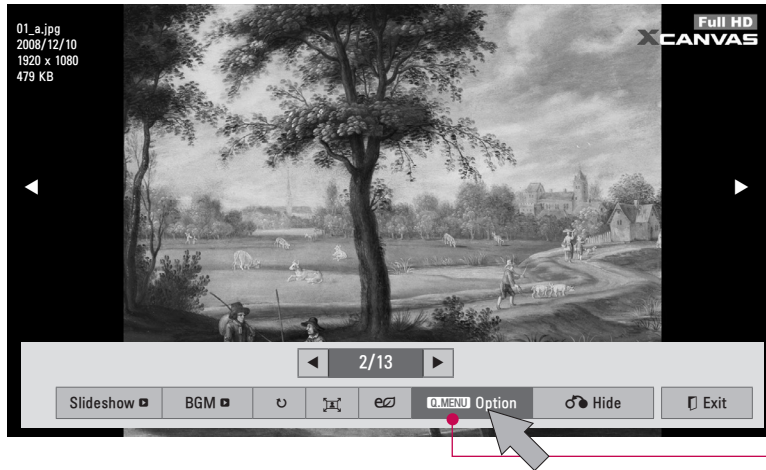 01_a.jpg
2008/12/10
1920 x 1080
479 KB
Full HD
XCANVAS
2/13
Slideshow
BGM
e
Q.MENU Option
Hide
Exit